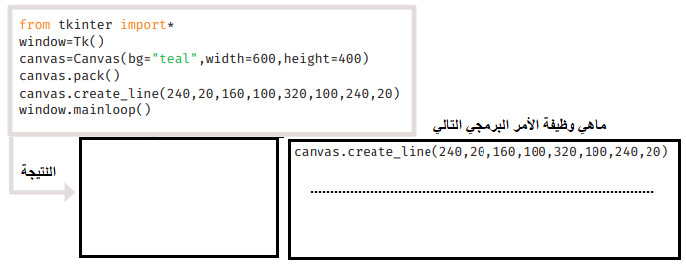 from tkinter import*
window=Tk()
canvas=Canvas(bg="teal",width=600,height=400)
canvas.pack()
canvas.create_line(240,20,160,100,320,100,240,20)
window.mainloop()
ماهي وظيفة الأمر البرمجي التالي
canvas.create_line(240,20,160,100,320,100,240,20)
النتيجة